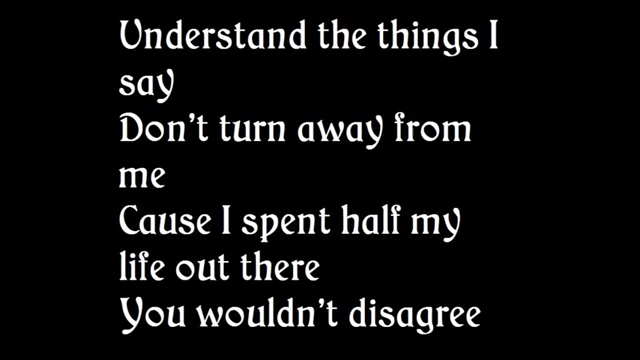 Understand the things I
say
Don't turn away from
me
Cause I spent half my
life out there
You wouldn't disagree